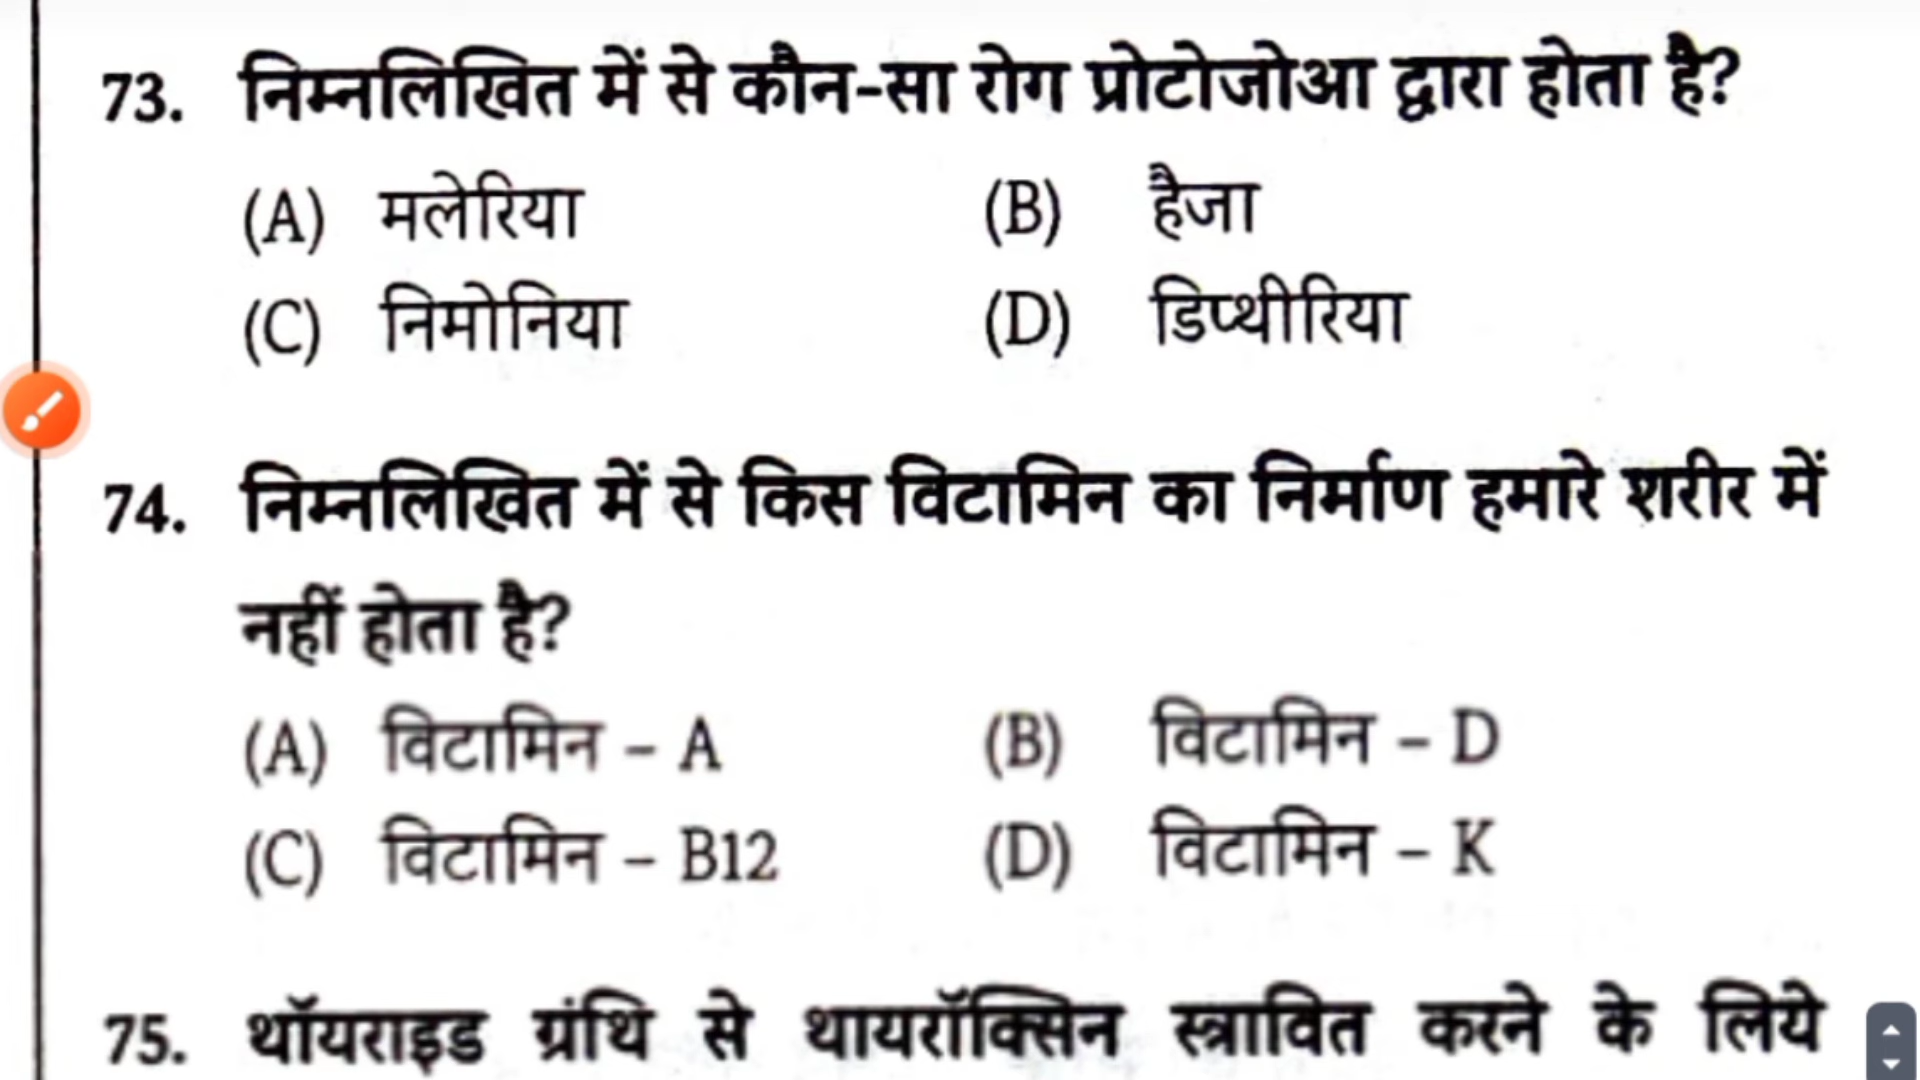 73. निम्नलिखित में से कौन-सा रोग प्रोटोजोआ द्वारा होता है?
(A) मलेरिया (B) हैजा
(C) निमोनिया (D) डिप्थीरिया
74. निम्नलिखित में से किस विटामिन का निर्माण हमारे शरीर में
नहीं होता है?
(A) विटामिन – A (B) विटामिन – D
(C) विटामिन – B12 (D) विटामिन – K
75. थॉयराइड ग्रंथि से थायरॉक्सिन स्त्रावित करने के लिये